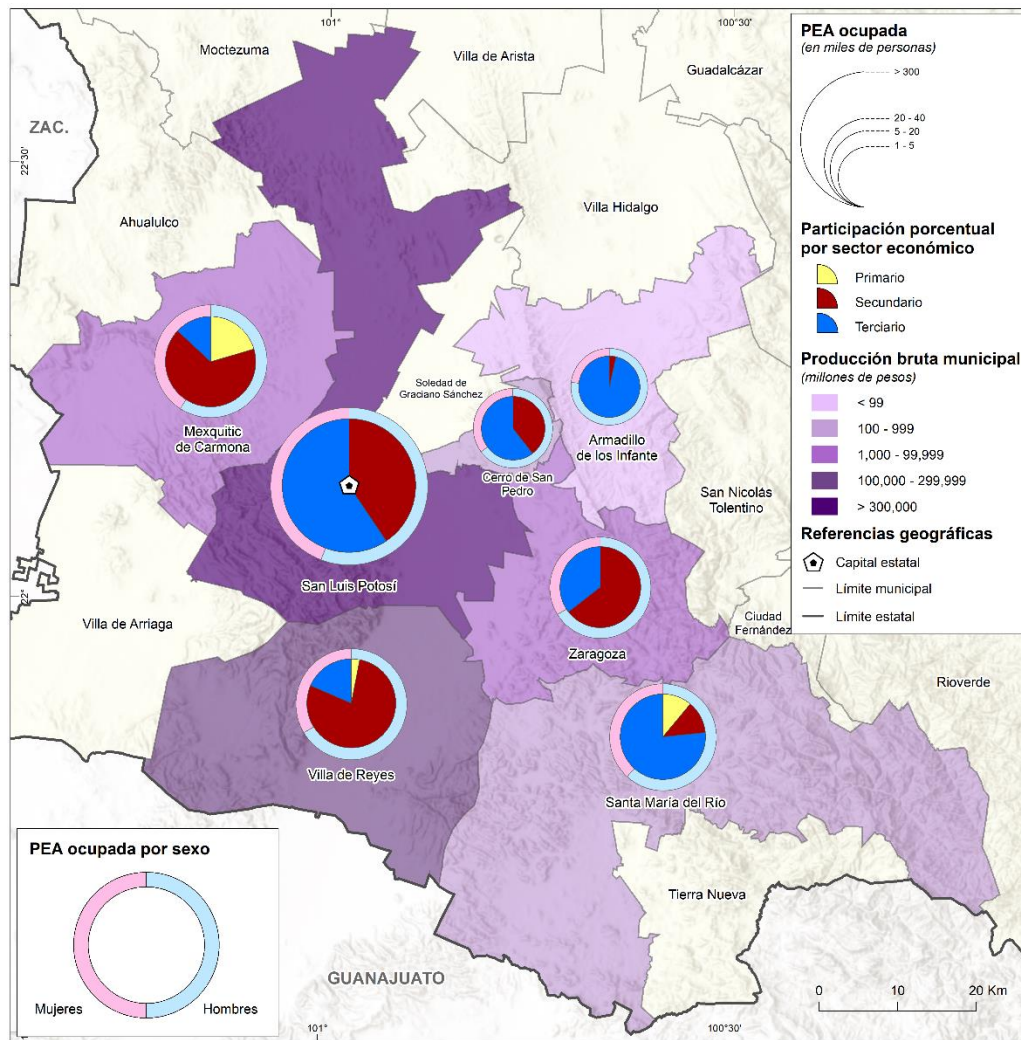 101°
100°30'
22°30'
22°
1°
101°
100°30'
Moctezuma
Villa de Arista
Guadalcázar
ZAC.
Ahualulco
Villa Hidalgo
Soledad de
Graciano Sánchez
Mexquitic
de Carmona
Armadillo
de los Infante
Cerro de San
Pedro
San Nicolás
Tolentino
San Luis Potosí
Villa de Arriaga
Zaragoza
Ciudad
Fernández
Rioverde
Villa de Reyes
Santa María del Río
Tierra Nueva
GUANAJUATO
PEA ocupada
(en miles de personas)
> 300
20 - 40
5 - 20
1 - 5
Participación porcentual
por sector económico
Primario
Secundario
Terciario
Producción bruta municipal
(millones de pesos)
< 99
100 - 999
1,000 - 99,999
100,000 - 299,999
> 300,000
Referencias geográficas
Capital estatal
Límite municipal
Límite estatal
PEA ocupada por sexo
Mujeres
Hombres
0 10 20 Km